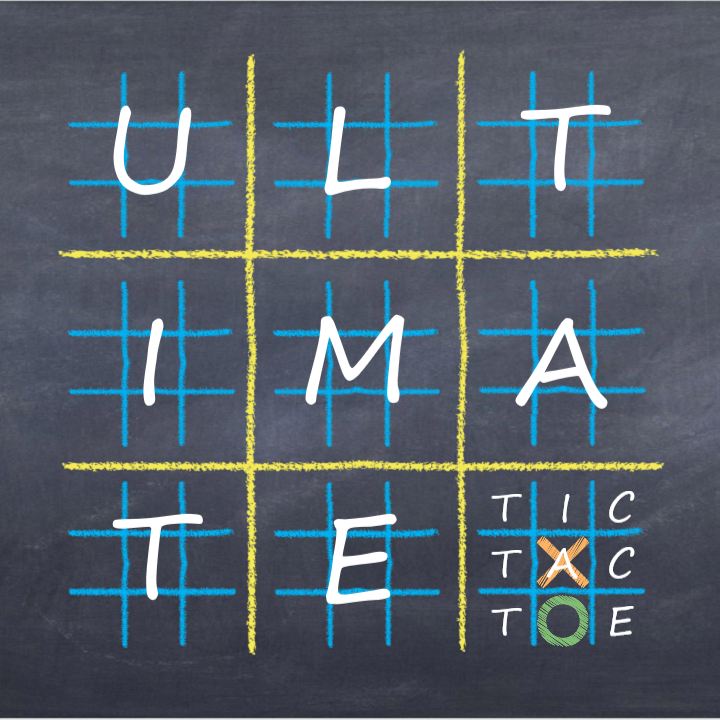 U L T
I M A
T E
T I C
T A C
T O E